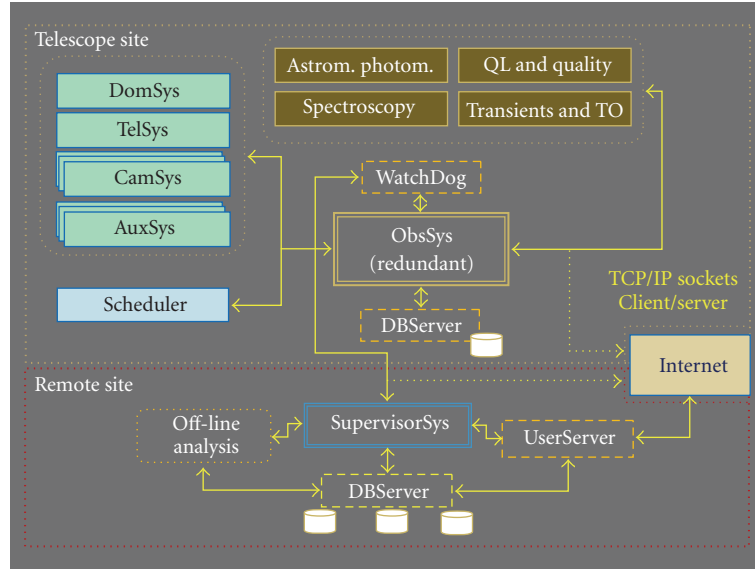 Telescope site
Astrom. photom.
QL and quality
Spectroscopy
Transients and TO
DomSys
TelSys
CamSys
AuxSys
WatchDog
ObsSys
(redundant)
Scheduler
DBServer
TCP/IP sockets
Client/server
Internet
Remote site
Off-line
analysis
SupervisorSys
UserServer
DBServer